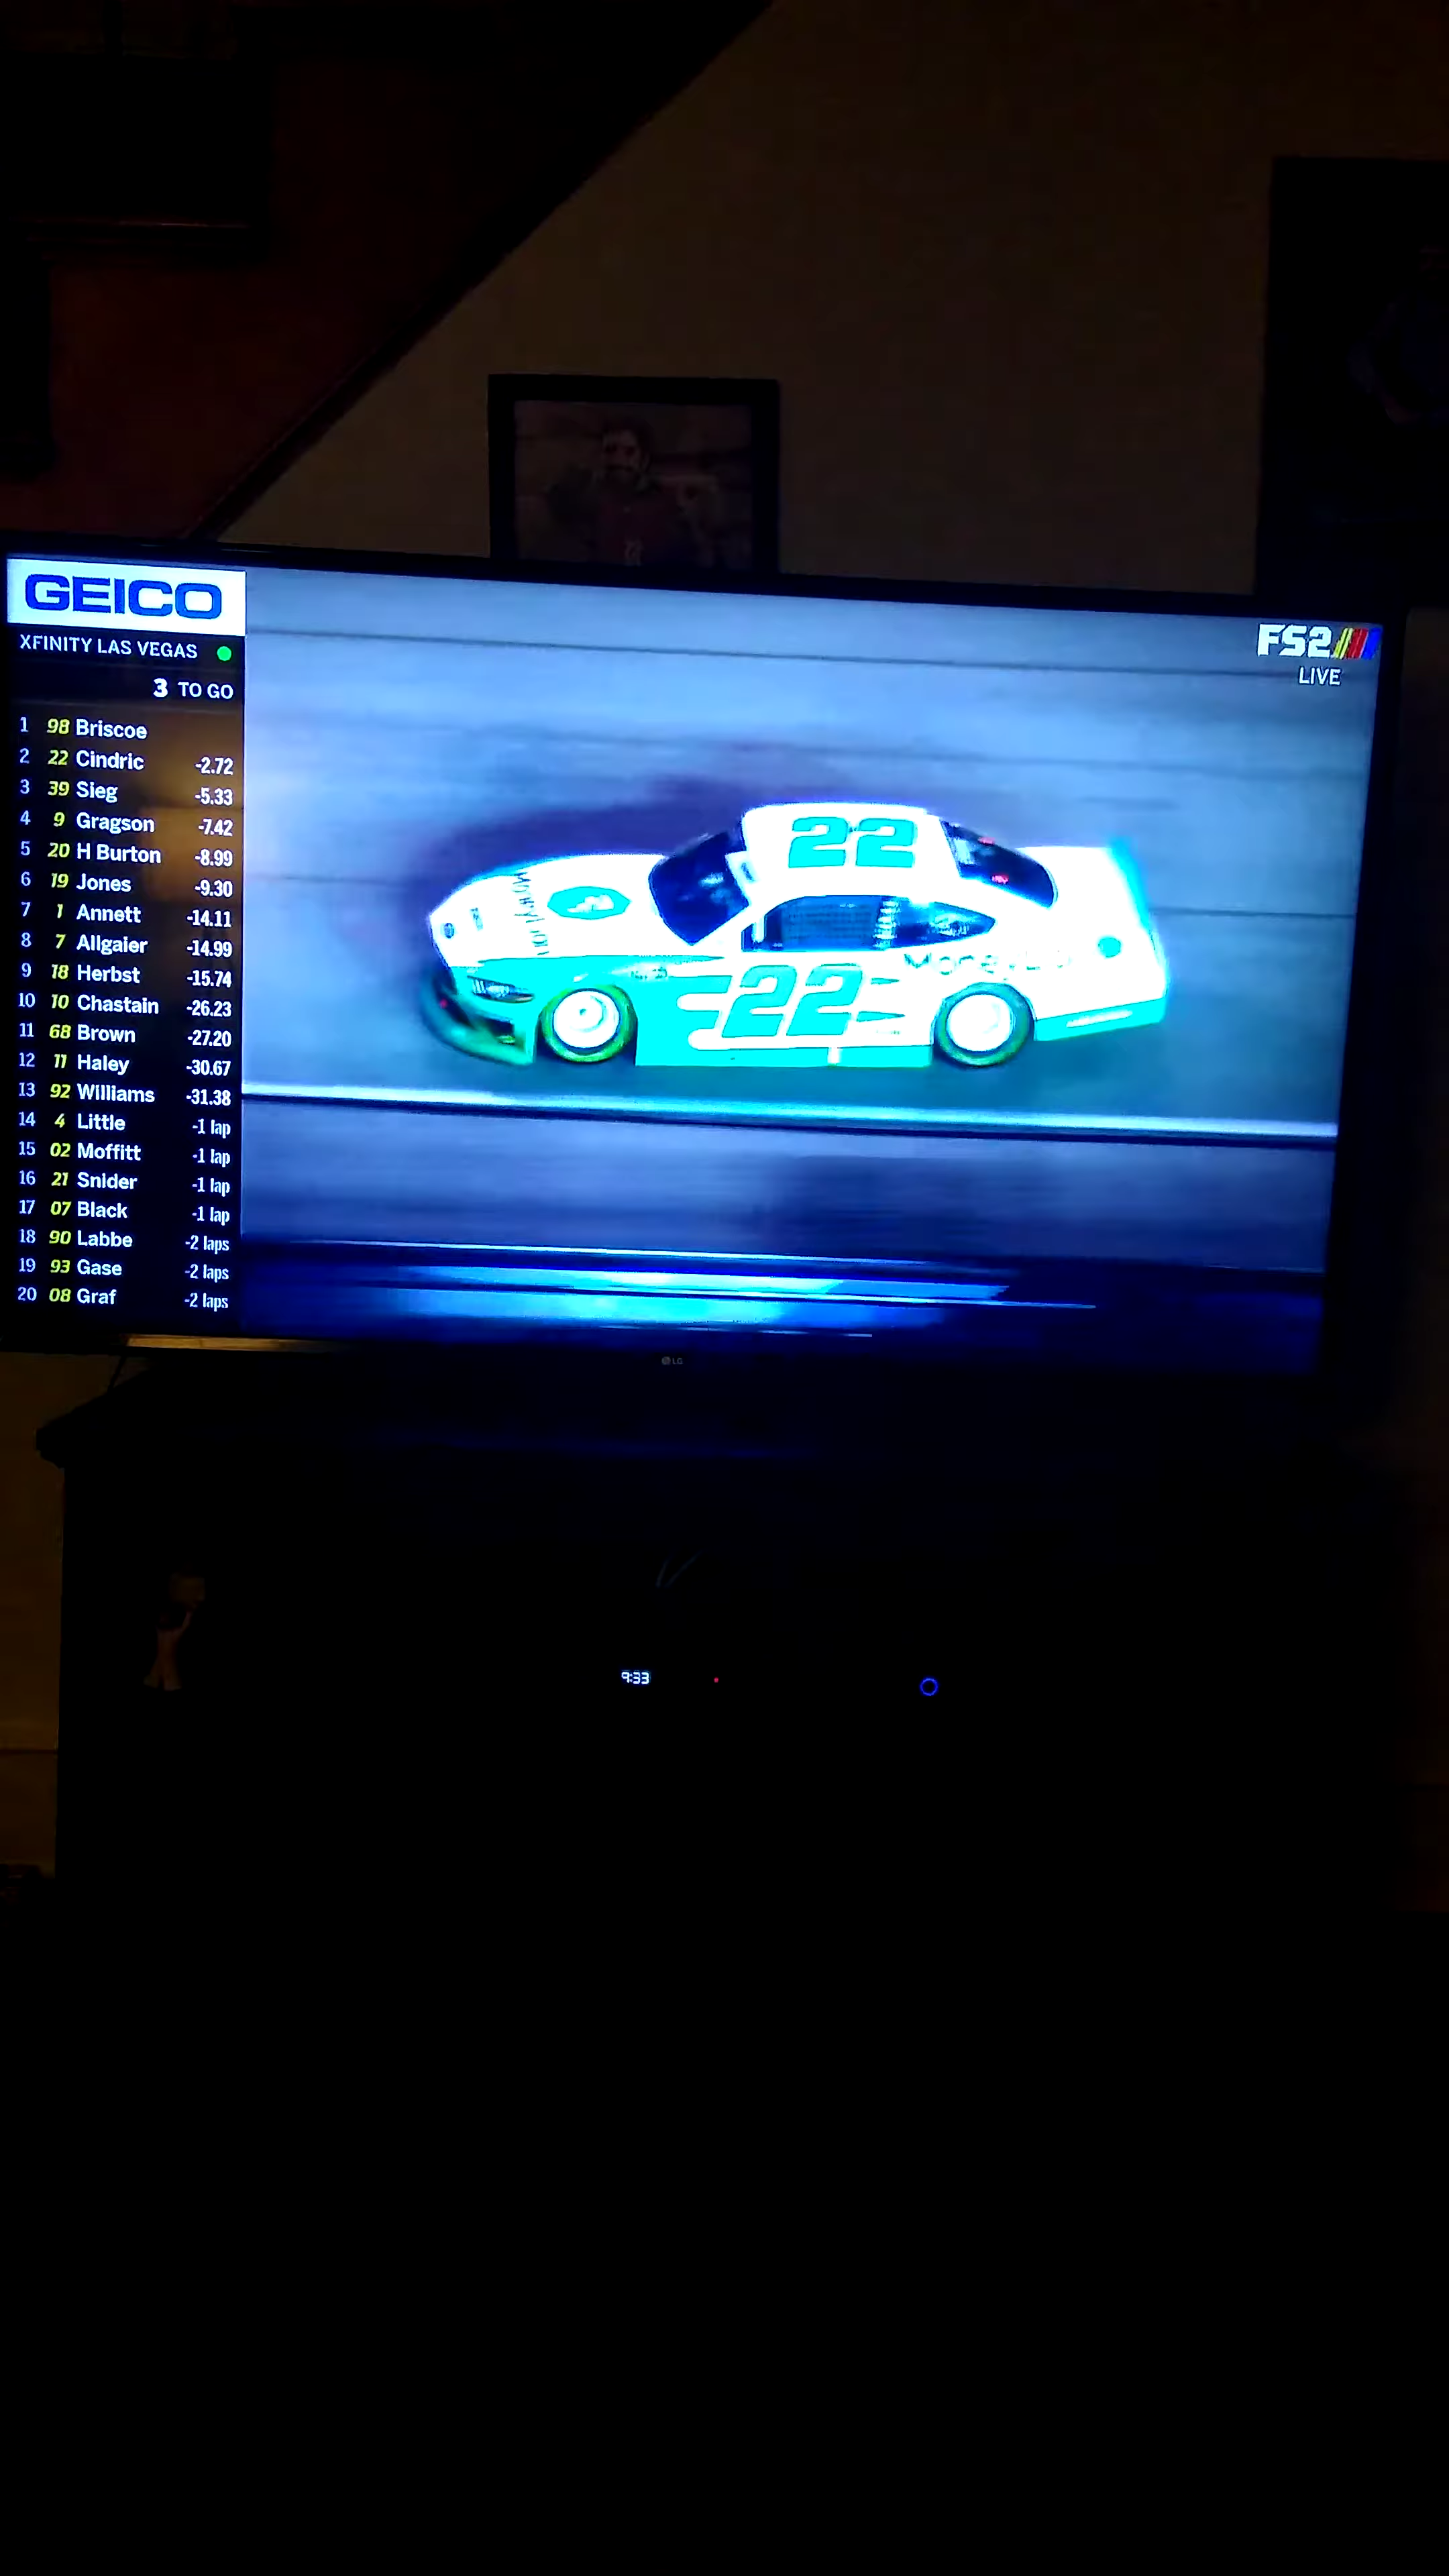 GEICO
XFINITY LAS VEGAS
3 TO GO
1 98 Briscoe
2 22 Cindric -2.72
3 39 Sieg -5.33
4 9 Gragson -7.42
5 20 H Burton -8.99
6 19 Jones -9.30
7 1 Annett -14.11
8 7 Allgaier -14.99
9 18 Herbst -15.74
10 10 Chastain -26.23
11 68 Brown -27.20
12 11 Haley -30.67
13 92 Williams -31.38
14 4 Little -1 lap
15 02 Moffitt -1 lap
16 21 Snider -1 lap
17 07 Black -1 lap
18 90 Labbe -2 laps
19 93 Gase -2 laps
20 08 Graf -2 laps
FS2
LIVE
22
MoneyLion
22
LG
9:33